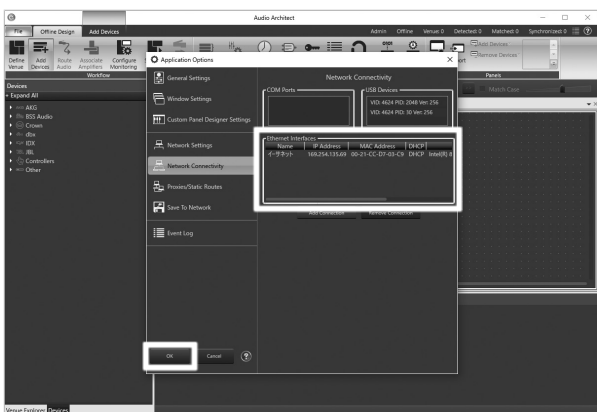 Audio Architect
File Offline Design Add Devices
Admin Offline Venue: 0 Detected: 0 Matched: 0 Synchronized: 0
Define Venue
Add Devices
Route Audio
Associate Amplifiers
Configure Monitoring
Workflow
Add Devices
Remove Devices
Panels
Match Case
Devices
Expand All
AKG
BSS Audio
Crown
dbx
IDX
JBL
Controllers
Other
Application Options
General Settings
Window Settings
Custom Panel Designer Settings
Network Settings
Network Connectivity
Proxies/Static Routes
Save To Network
Event Log
Network Connectivity
COM Ports
USB Devices
VID: 4624 PID: 2048 Ver: 256
VID: 4624 PID: 30 Ver: 256
Ethernet Interfaces
Name IP Address MAC Address DHCP
イーサネット 169.254.135.69 00-21-CC-D7-03-C9 DHCP Intel(R) 8
Add Connection Remove Connection
OK Cancel
Venue Explorer Devices